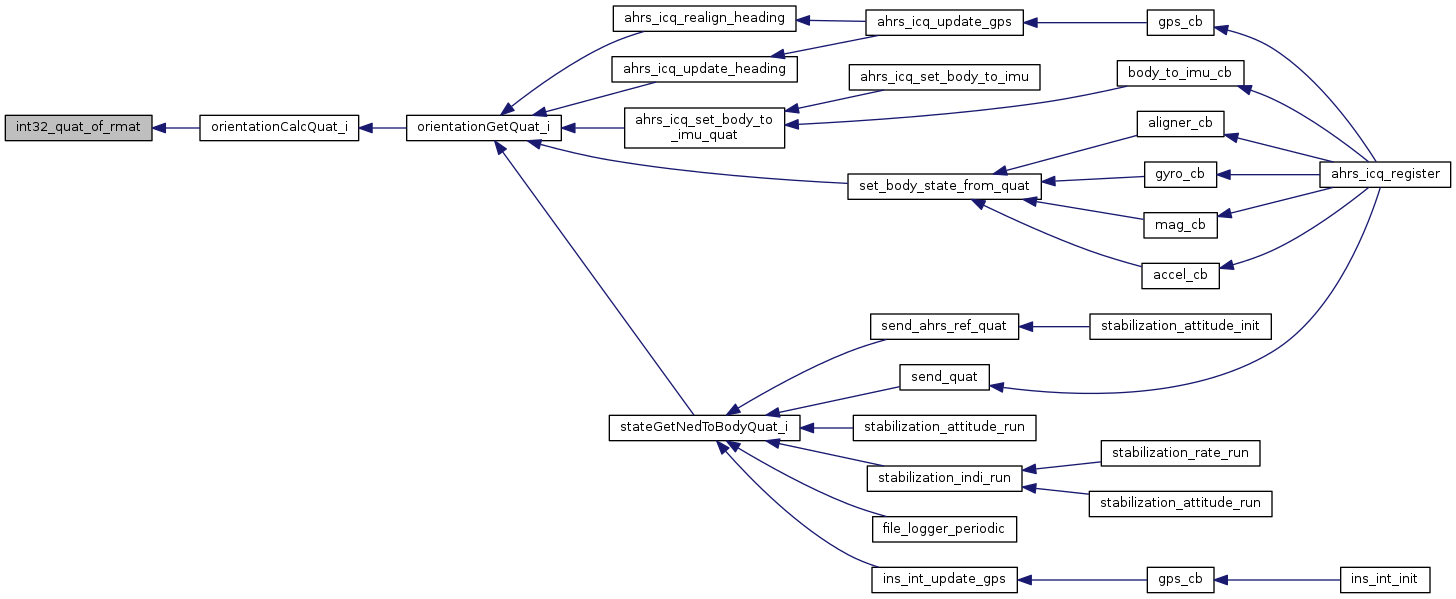 ahrs_icq_realign_heading
ahrs_icq_update_gps
gps_cb
ahrs_icq_update_heading
ahrs_icq_set_body_to_imu
body_to_imu_cb
int32_quat_of_rmat
orientationCalcQuat_i
orientationGetQuat_i
ahrs_icq_set_body_to
_imu_quat
aligner_cb
set_body_state_from_quat
gyro_cb
ahrs_icq_register
mag_cb
accel_cb
send_ahrs_ref_quat
stabilization_attitude_init
send_quat
stateGetNedToBodyQuat_i
stabilization_attitude_run
stabilization_indi_run
stabilization_rate_run
stabilization_attitude_run
file_logger_periodic
ins_int_update_gps
gps_cb
ins_int_init